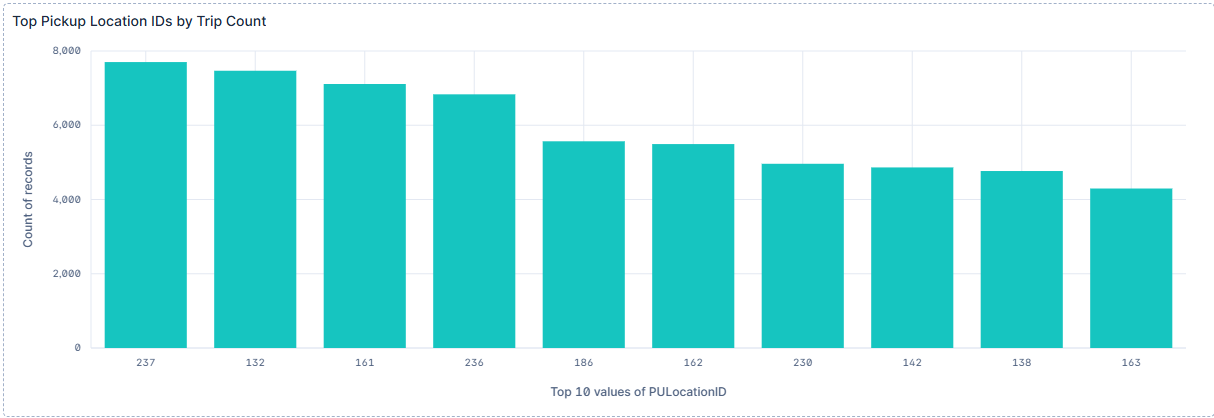 Top Pickup Location IDs by Trip Count
8,000
6,000
4,000
2,000
0
Count of records
237 132 161 236 186 162 230 142 138 163
Top 10 values of PULocationID